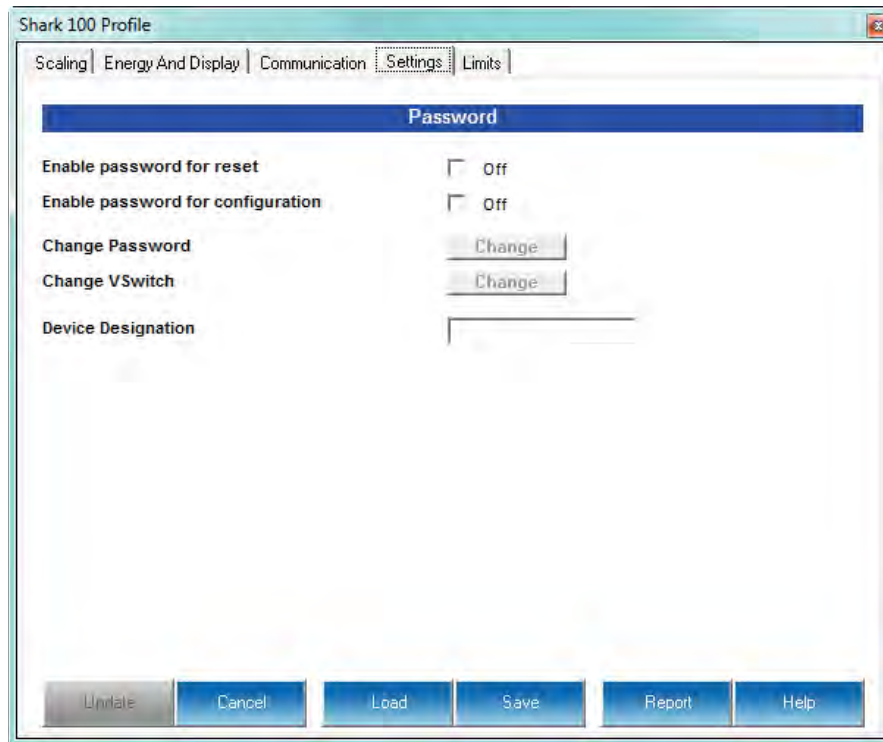 Shark 100 Profile
Scaling Energy And Display Communication Settings Limits
Password
Enable password for reset Off
Enable password for configuration Off
Change Password Change
Change VSwitch Change
Device Designation
Update Cancel Load Save Report Help